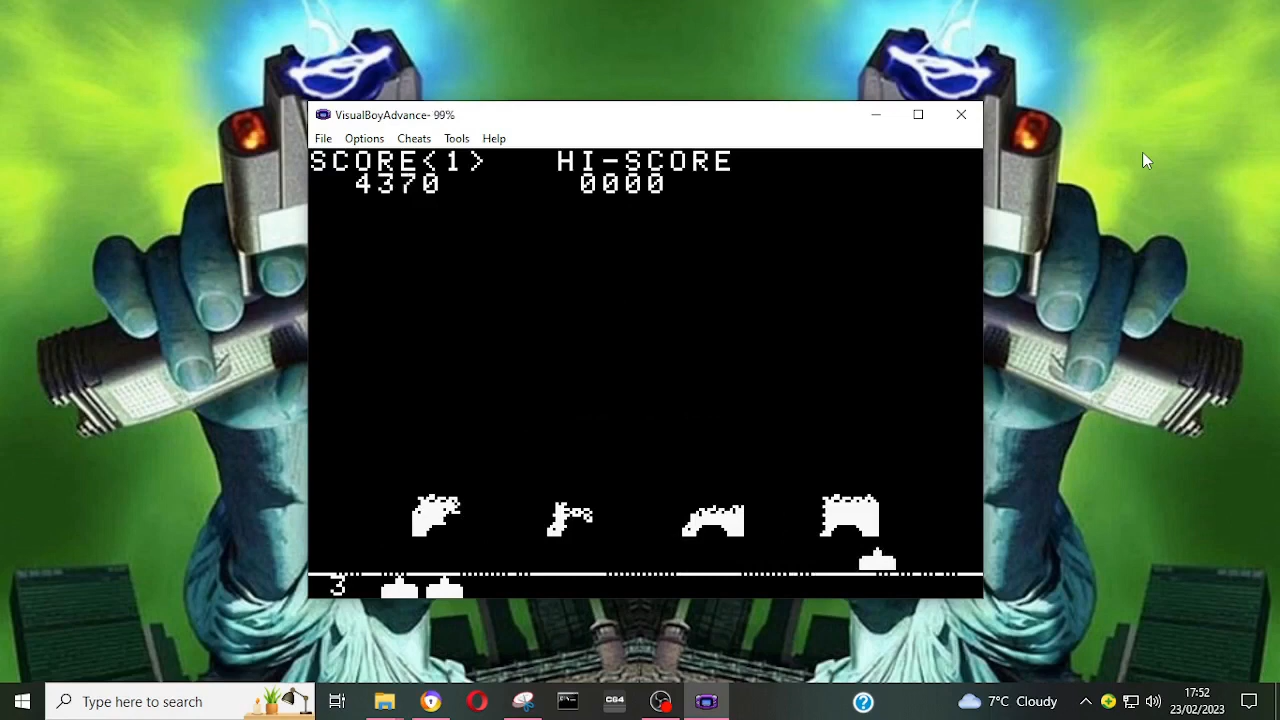 VisualBoyAdvance- 99%
File Options Cheats Tools Help
SCORE<1> HI-SCORE
4370 0000
3
Type here to search
C64
7°C Cloudy
17:52
23/02/2023